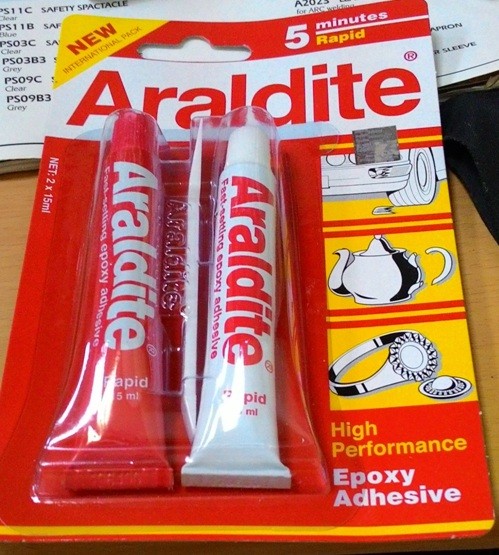 PS11C SAFETY SPACTACLE
Clear
PS11B
Blue
PS03C
Clear
PS03B3
Grey
PS09C
Clear
PS09B3
Grey
A2023
for ARC welding
SLEEVE
NEW
INTERNATIONAL PACK
5 minutes
Rapid
Araldite®
NET: 2 x 15ml
Araldite®
Fast-setting epoxy adhesive
Rapid
15 ml
Araldite
Araldite®
Fast-setting epoxy adhesive
Rapid
ml
High
Performance
Epoxy
Adhesive